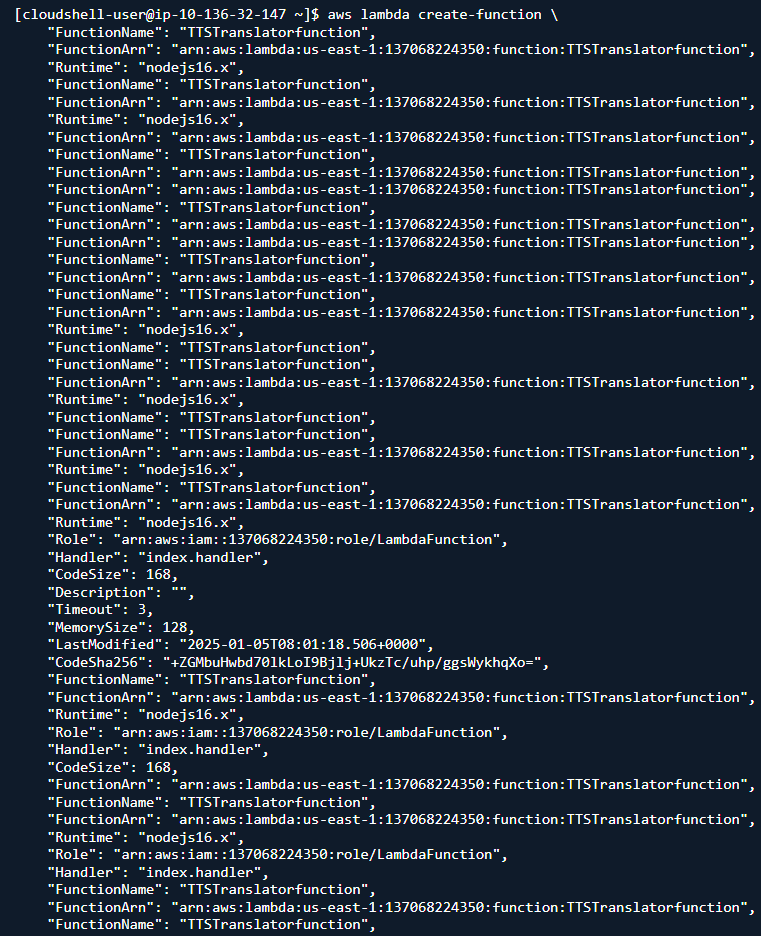 [cloudshell-user@ip-10-136-32-147 ~]$ aws lambda create-function \
"FunctionName": "TTSTranslatorfunction",
"FunctionArn": "arn:aws:lambda:us-east-1:137068224350:function:TTSTranslatorfunction",
"Runtime": "nodejs16.x",
"FunctionName": "TTSTranslatorfunction",
"FunctionArn": "arn:aws:lambda:us-east-1:137068224350:function:TTSTranslatorfunction",
"Runtime": "nodejs16.x",
"FunctionArn": "arn:aws:lambda:us-east-1:137068224350:function:TTSTranslatorfunction",
"FunctionName": "TTSTranslatorfunction",
"FunctionArn": "arn:aws:lambda:us-east-1:137068224350:function:TTSTranslatorfunction",
"FunctionArn": "arn:aws:lambda:us-east-1:137068224350:function:TTSTranslatorfunction",
"FunctionName": "TTSTranslatorfunction",
"FunctionArn": "arn:aws:lambda:us-east-1:137068224350:function:TTSTranslatorfunction",
"FunctionArn": "arn:aws:lambda:us-east-1:137068224350:function:TTSTranslatorfunction",
"FunctionName": "TTSTranslatorfunction",
"FunctionArn": "arn:aws:lambda:us-east-1:137068224350:function:TTSTranslatorfunction",
"FunctionName": "TTSTranslatorfunction",
"FunctionArn": "arn:aws:lambda:us-east-1:137068224350:function:TTSTranslatorfunction",
"Runtime": "nodejs16.x",
"FunctionName": "TTSTranslatorfunction",
"FunctionName": "TTSTranslatorfunction",
"FunctionArn": "arn:aws:lambda:us-east-1:137068224350:function:TTSTranslatorfunction",
"Runtime": "nodejs16.x",
"FunctionName": "TTSTranslatorfunction",
"FunctionName": "TTSTranslatorfunction",
"FunctionArn": "arn:aws:lambda:us-east-1:137068224350:function:TTSTranslatorfunction",
"Runtime": "nodejs16.x",
"FunctionName": "TTSTranslatorfunction",
"FunctionArn": "arn:aws:lambda:us-east-1:137068224350:function:TTSTranslatorfunction",
"Runtime": "nodejs16.x",
"Role": "arn:aws:iam::137068224350:role/LambdaFunction",
"Handler": "index.handler",
"CodeSize": 168,
"Description": "",
"Timeout": 3,
"MemorySize": 128,
"LastModified": "2025-01-05T08:01:18.506+0000",
"CodeSha256": "+ZGMbuHwbd70lkLoI9Bjlj+UkzTc/uhp/ggsWykhqXo=",
"FunctionName": "TTSTranslatorfunction",
"FunctionArn": "arn:aws:lambda:us-east-1:137068224350:function:TTSTranslatorfunction",
"Runtime": "nodejs16.x",
"Role": "arn:aws:iam::137068224350:role/LambdaFunction",
"Handler": "index.handler",
"CodeSize": 168,
"FunctionArn": "arn:aws:lambda:us-east-1:137068224350:function:TTSTranslatorfunction",
"FunctionName": "TTSTranslatorfunction",
"FunctionArn": "arn:aws:lambda:us-east-1:137068224350:function:TTSTranslatorfunction",
"Runtime": "nodejs16.x",
"Role": "arn:aws:iam::137068224350:role/LambdaFunction",
"Handler": "index.handler",
"FunctionName": "TTSTranslatorfunction",
"FunctionArn": "arn:aws:lambda:us-east-1:137068224350:function:TTSTranslatorfunction",
"FunctionName": "TTSTranslatorfunction",